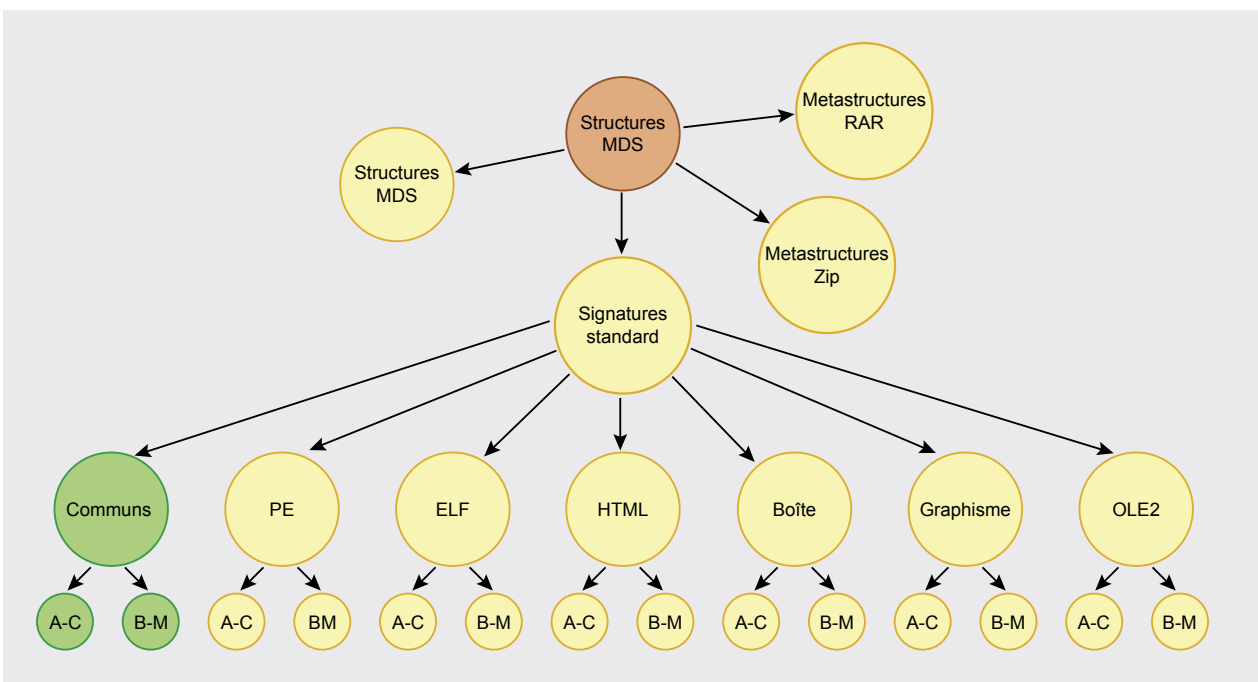 Metastructures
RAR
Structures
MDS
Structures
MDS
Metastructures
Zip
Signatures
standard
Communs
PE
ELF
HTML
Boîte
Graphisme
OLE2
A-C
B-M
A-C
BM
A-C
B-M
A-C
B-M
A-C
B-M
A-C
B-M
A-C
B-M